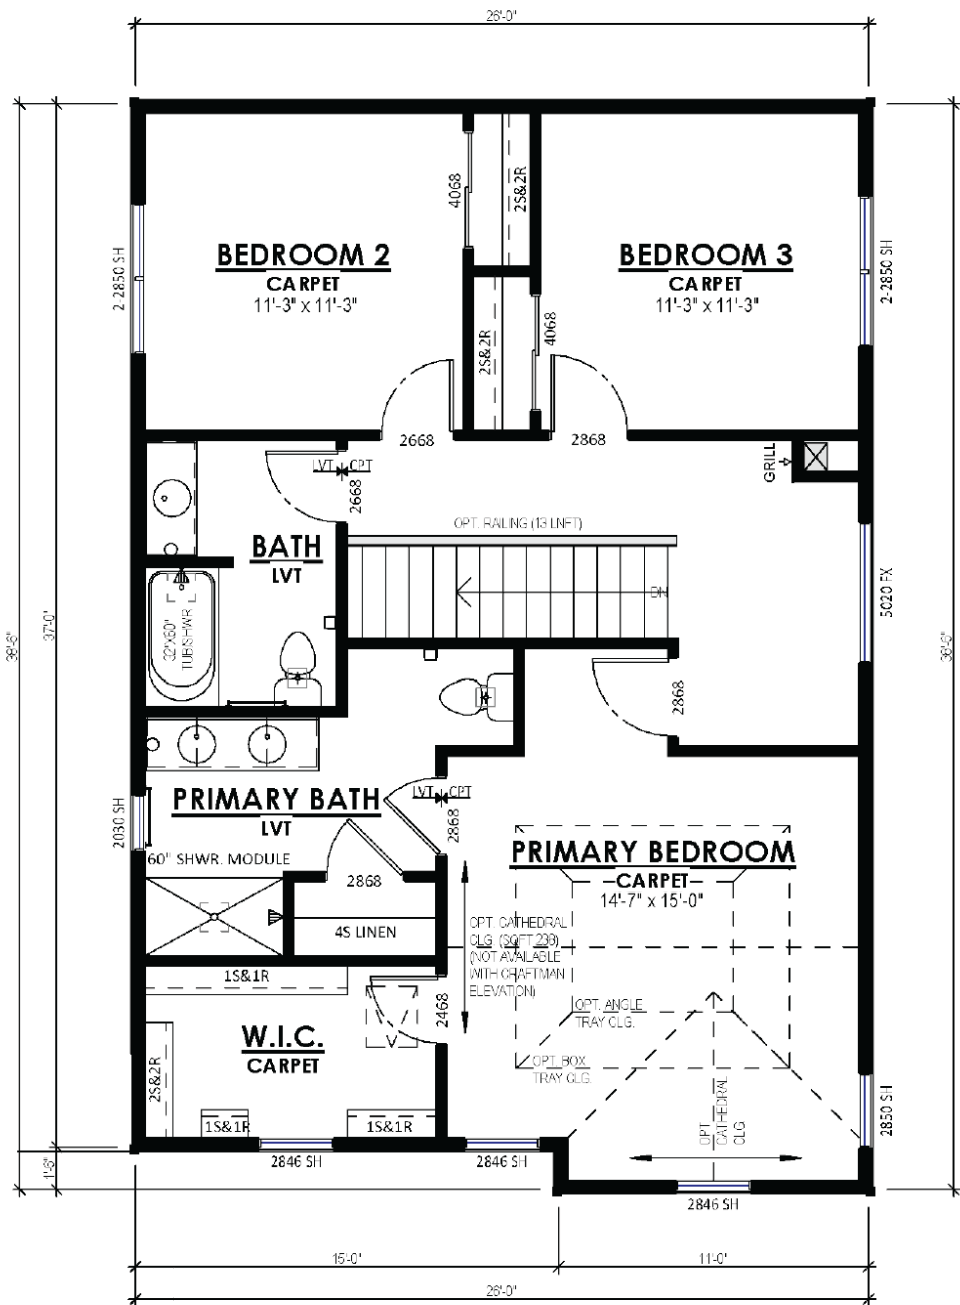 26'-0"
4068
2S&2R
BEDROOM 2
CARPET
11'-3" x 11'-3"
BEDROOM 3
CARPET
11'-3" x 11'-3"
2-2850 SH
2-2850 SH
2S&2R
4068
2668
2868
LVT CPT
2668
GRILL
OPT. RAILING (13 LNFT)
BATH
LVT
DN
5020 FX
32"X60"
TUB/SHWR
38'-6"
37'-0"
38'-6"
2868
PRIMARY BATH
LVT
LVT CPT
2868
2030 SH
60" SHWR. MODULE
2868
4S LINEN
PRIMARY BEDROOM
CARPET
14'-7" x 15'-0"
OPT. CATHEDRAL
CLG. (SQFT 238)
(NOT AVAILABLE
WITH CRAFTMAN
ELEVATION)
1S&1R
W.I.C.
CARPET
2468
OPT. ANGLE
TRAY CLG.
OPT. BOX
TRAY CLG.
OPT.
CATHEDRAL
CLG
2S&2R
1S&1R
1S&1R
2850 SH
2846 SH
2846 SH
2846 SH
1'-6"
15'-0"
11'-0"
26'-0"